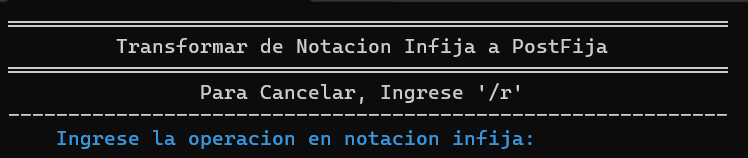 Transformar de Notacion Infija a PostFija
Para Cancelar, Ingrese '/r'
Ingrese la operacion en notacion infija: